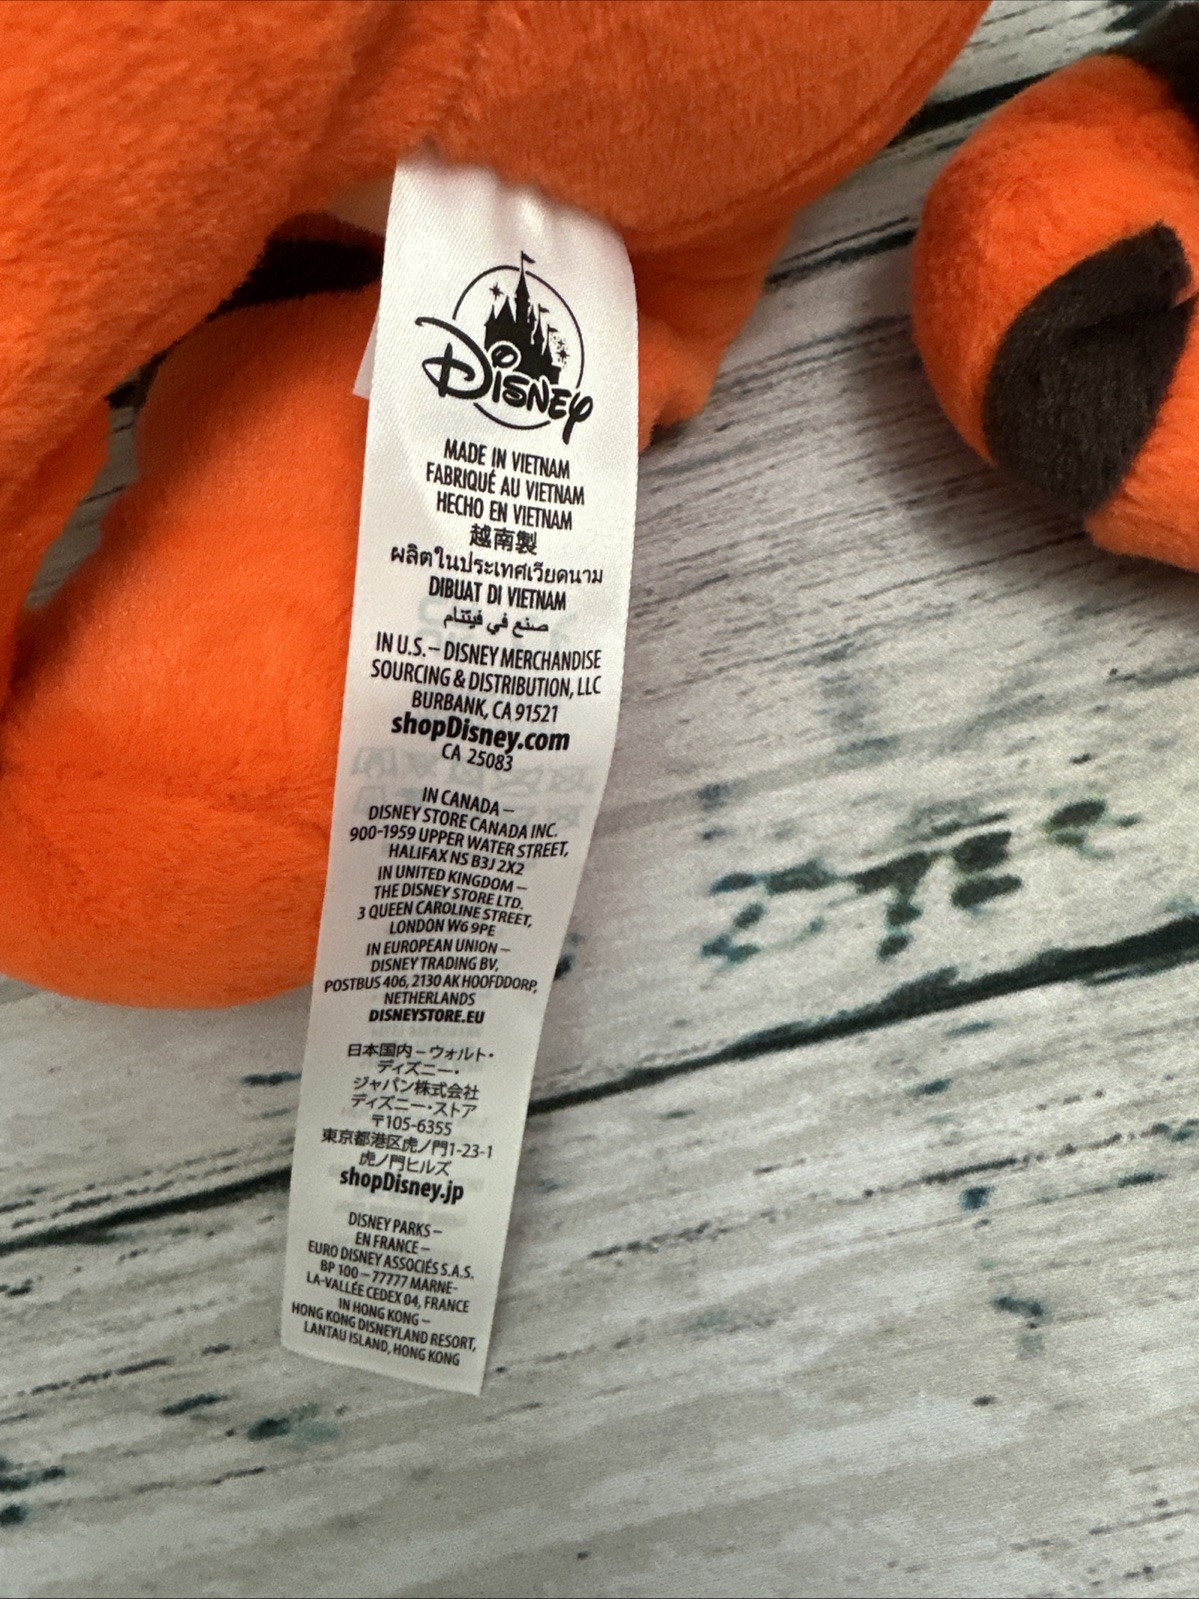 Disney
MADE IN VIETNAM
FABRIQUÉ AU VIETNAM
HECHO EN VIETNAM
越南製
ผลิตในประเทศเวียดนาม
DIBUAT DI VIETNAM
صنع في فيتنام
IN U.S.– DISNEY MERCHANDISE
SOURCING & DISTRIBUTION, LLC
BURBANK, CA 91521
shopDisney.com
CA 25083
IN CANADA –
DISNEY STORE CANADA INC.
900-1959 UPPER WATER STREET,
HALIFAX NS B3J 2X2
IN UNITED KINGDOM –
THE DISNEY STORE LTD.
3 QUEEN CAROLINE STREET,
LONDON W6 9PE
IN EUROPEAN UNION –
DISNEY TRADING BV,
POSTBUS 406, 2130 AK HOOFDDORP,
NETHERLANDS
DISNEYSTORE.EU
日本国内 – ウォルト・
ディズニー・
ジャパン株式会社
ディズニー・ストア
〒105-6355
東京都港区虎ノ門1-23-1
虎ノ門ヒルズ
shopDisney.jp
DISNEY PARKS –
EN FRANCE –
EURO DISNEY ASSOCIÉS S.A.S.
BP 100 – 77777 MARNE-
LA-VALLÉE CEDEX 04, FRANCE
IN HONG KONG –
HONG KONG DISNEYLAND RESORT,
LANTAU ISLAND, HONG KONG